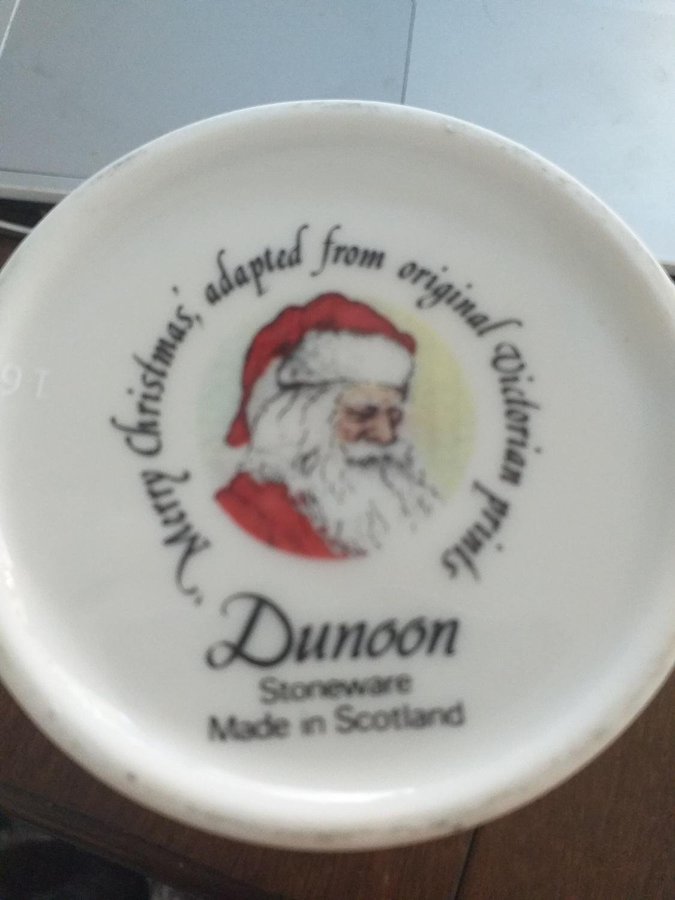 "Merry Christmas', adapted from original Victorian prints
Dunoon
Stoneware
Made in Scotland